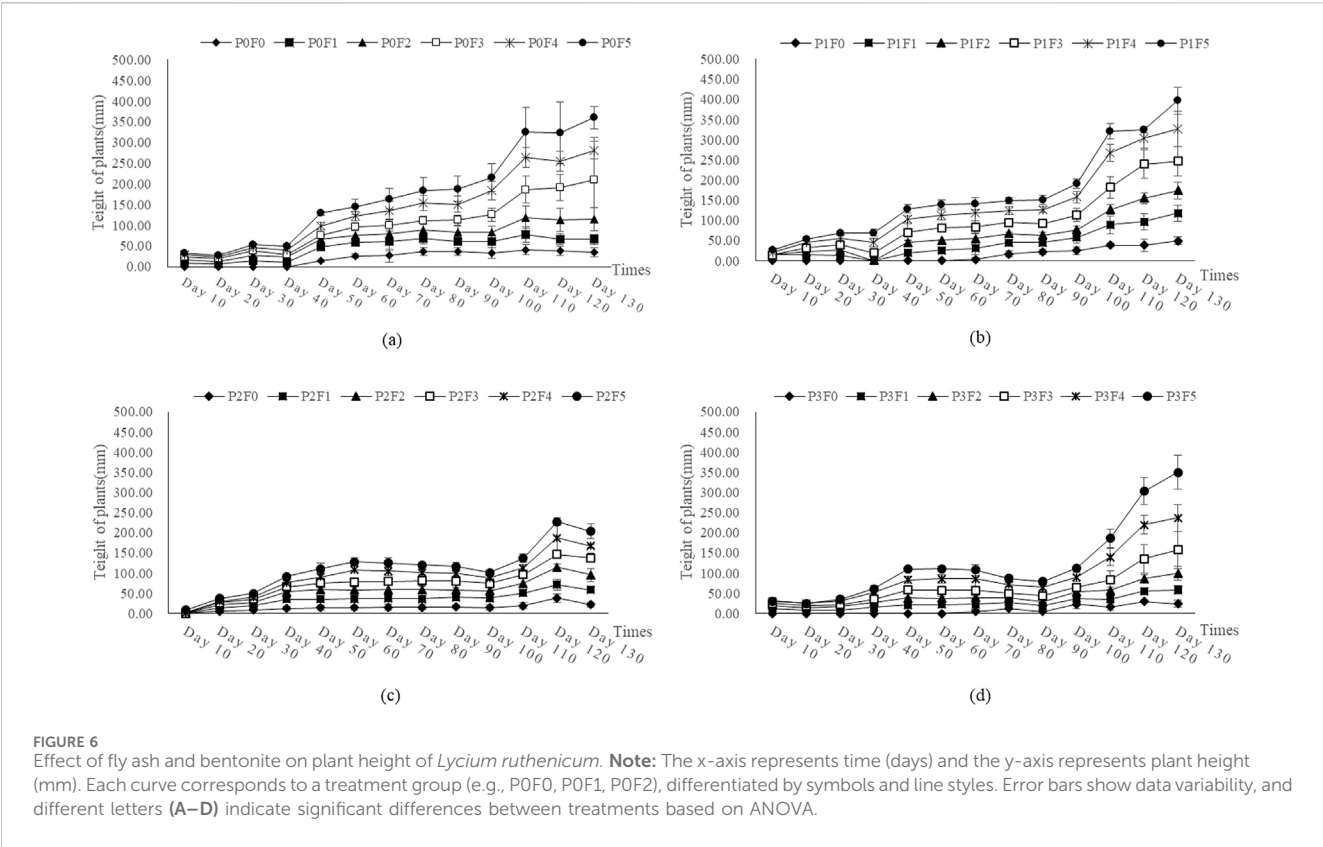 P0F0 P0F1 P0F2 P0F3 P0F4 P0F5
500.00
450.00
400.00
350.00
300.00
250.00
200.00
150.00
100.00
50.00
0.00
Teight of plants(mm)
Times
Day 10 Day 20 Day 30 Day 40 Day 50 Day 60 Day 70 Day 80 Day 90 Day 100 Day 110 Day 120 Day 130
(a)
P1F0 P1F1 P1F2 P1F3 P1F4 P1F5
500.00
450.00
400.00
350.00
300.00
250.00
200.00
150.00
100.00
50.00
0.00
Teight of plants(mm)
Times
Day 10 Day 20 Day 30 Day 40 Day 50 Day 60 Day 70 Day 80 Day 90 Day 100 Day 110 Day 120 Day 130
(b)
P2F0 P2F1 P2F2 P2F3 P2F4 P2F5
500.00
450.00
400.00
350.00
300.00
250.00
200.00
150.00
100.00
50.00
0.00
Teight of plants(mm)
Times
Day 10 Day 20 Day 30 Day 40 Day 50 Day 60 Day 70 Day 80 Day 90 Day 100 Day 110 Day 120 Day 130
(c)
P3F0 P3F1 P3F2 P3F3 P3F4 P3F5
500.00
450.00
400.00
350.00
300.00
250.00
200.00
150.00
100.00
50.00
0.00
Teight of plants(mm)
Times
Day 10 Day 20 Day 30 Day 40 Day 50 Day 60 Day 70 Day 80 Day 90 Day 100 Day 110 Day 120 Day 130
(d)
FIGURE 6
Effect of fly ash and bentonite on plant height of Lycium ruthenicum. Note: The x-axis represents time (days) and the y-axis represents plant height
(mm). Each curve corresponds to a treatment group (e.g., P0F0, P0F1, P0F2), differentiated by symbols and line styles. Error bars show data variability, and
different letters (A–D) indicate significant differences between treatments based on ANOVA.